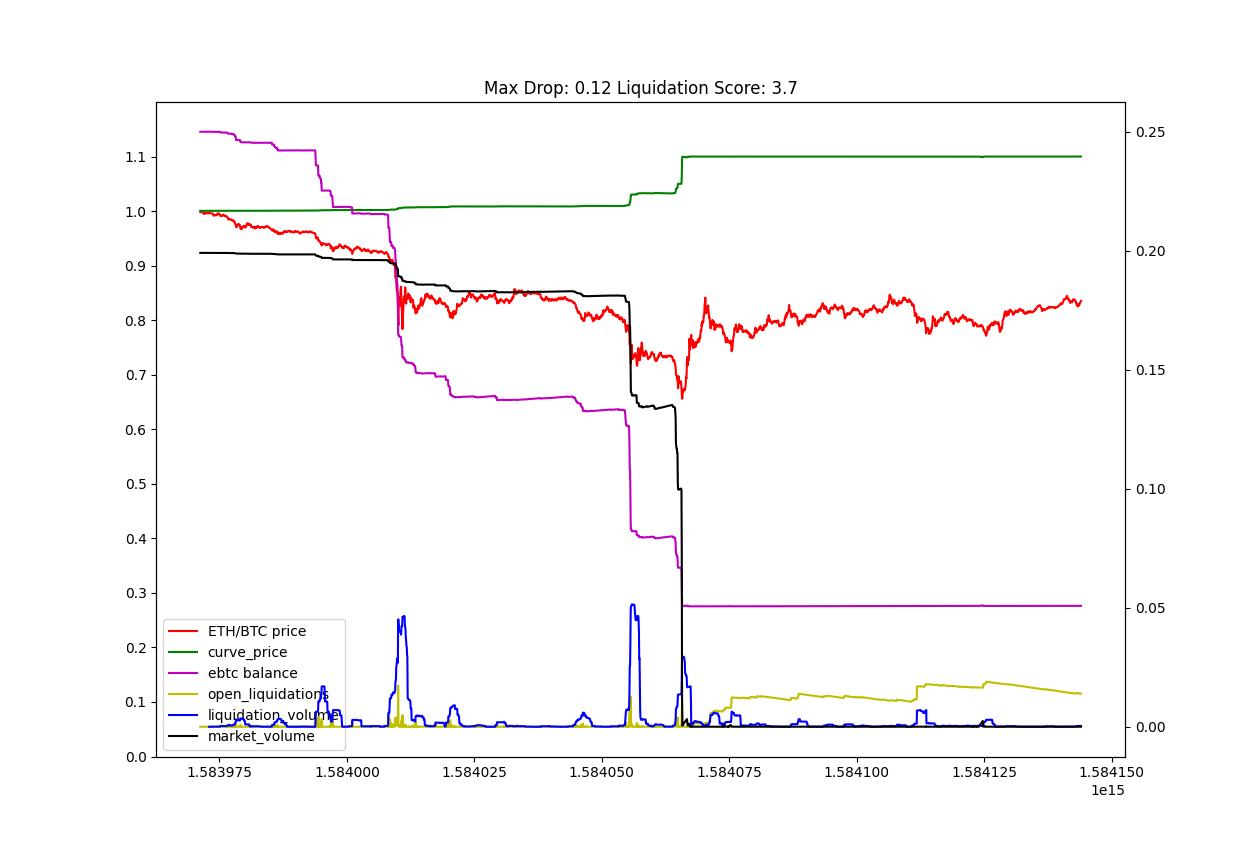 Max Drop: 0.12 Liquidation Score: 3.7
1.1
1.0
0.9
0.8
0.7
0.6
0.5
0.4
0.3
0.2
0.1
0.0
0.25
0.20
0.15
0.10
0.05
0.00
ETH/BTC price
curve_price
ebtc balance
open_liquidations
liquidation_volume
market_volume
1.583975 1.584000 1.584025 1.584050 1.584075 1.584100 1.584125 1.584150
1e15